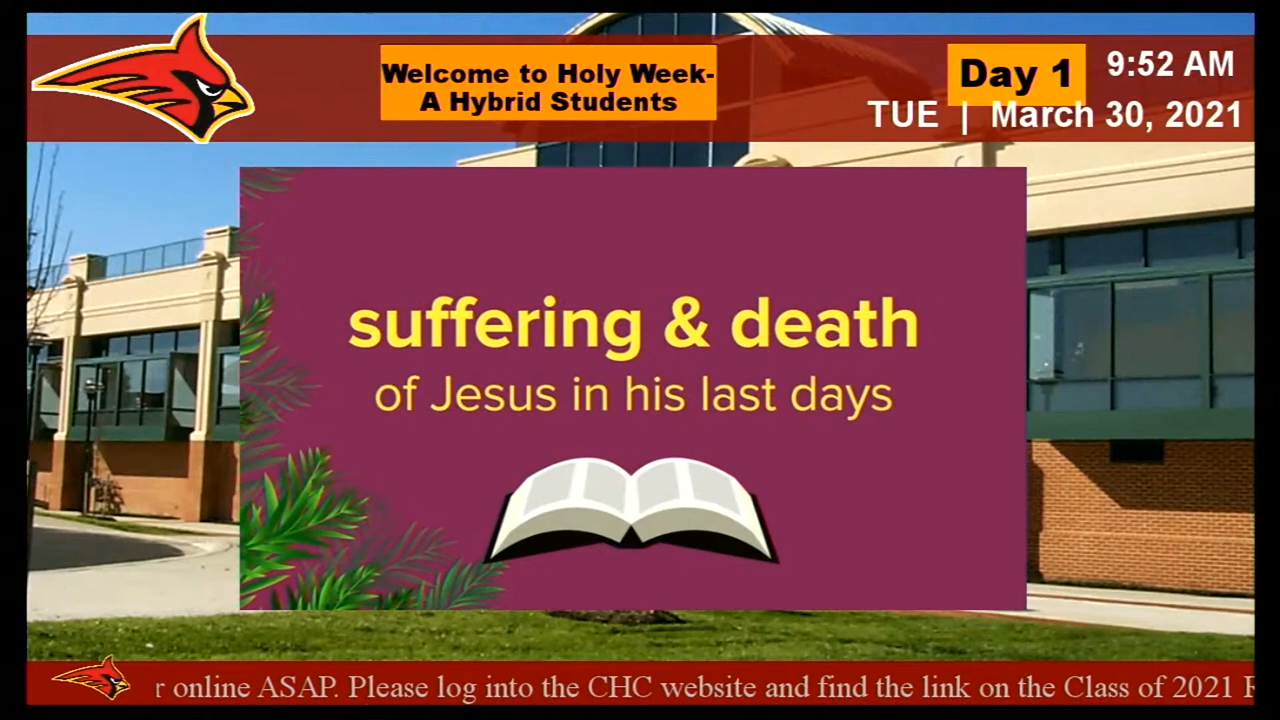 Welcome to Holy Week-
A Hybrid Students
Day 1
9:52 AM
TUE | March 30, 2021
suffering & death
of Jesus in his last days
r online ASAP. Please log into the CHC website and find the link on the Class of 2021